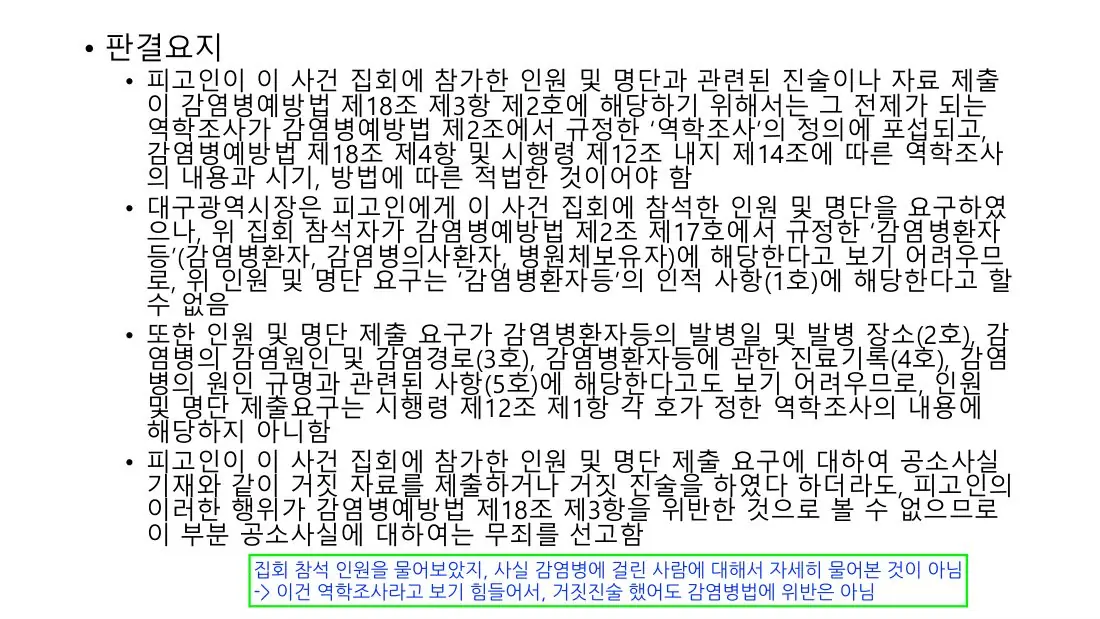 • 판결요지
• 피고인이 이 사건 집회에 참가한 인원 및 명단과 관련된 진술이나 자료 제출
이 감염병예방법 제18조 제3항 제2호에 해당하기 위해서는 그 전제가 되는
역학조사가 감염병예방법 제2조에서 규정한 ‘역학조사’의 정의에 포섭되고,
감염병예방법 제18조 제4항 및 시행령 제12조 내지 제14조에 따른 역학조사
의 내용과 시기, 방법에 따른 적법한 것이어야 함
• 대구광역시장은 피고인에게 이 사건 집회에 참석한 인원 및 명단을 요구하였
으나, 위 집회 참석자가 감염병예방법 제2조 제17호에서 규정한 ‘감염병환자
등’(감염병환자, 감염병의사환자, 병원체보유자)에 해당한다고 보기 어려우므
로, 위 인원 및 명단 요구는 ‘감염병환자등’의 인적 사항(1호)에 해당한다고 할
수 없음
• 또한 인원 및 명단 제출 요구가 감염병환자등의 발병일 및 발병 장소(2호), 감
염병의 감염원인 및 감염경로(3호), 감염병환자등에 관한 진료기록(4호), 감염
병의 원인 규명과 관련된 사항(5호)에 해당한다고도 보기 어려우므로, 인원
및 명단 제출요구는 시행령 제12조 제1항 각 호가 정한 역학조사의 내용에
해당하지 아니함
• 피고인이 이 사건 집회에 참가한 인원 및 명단 제출 요구에 대하여 공소사실
기재와 같이 거짓 자료를 제출하거나 거짓 진술을 하였다 하더라도, 피고인의
이러한 행위가 감염병예방법 제18조 제3항을 위반한 것으로 볼 수 없으므로
이 부분 공소사실에 대하여는 무죄를 선고함
집회 참석 인원을 물어보았지, 사실 감염병에 걸린 사람에 대해서 자세히 물어본 것이 아님
-> 이건 역학조사라고 보기 힘들어서, 거짓진술 했어도 감염병법에 위반은 아님